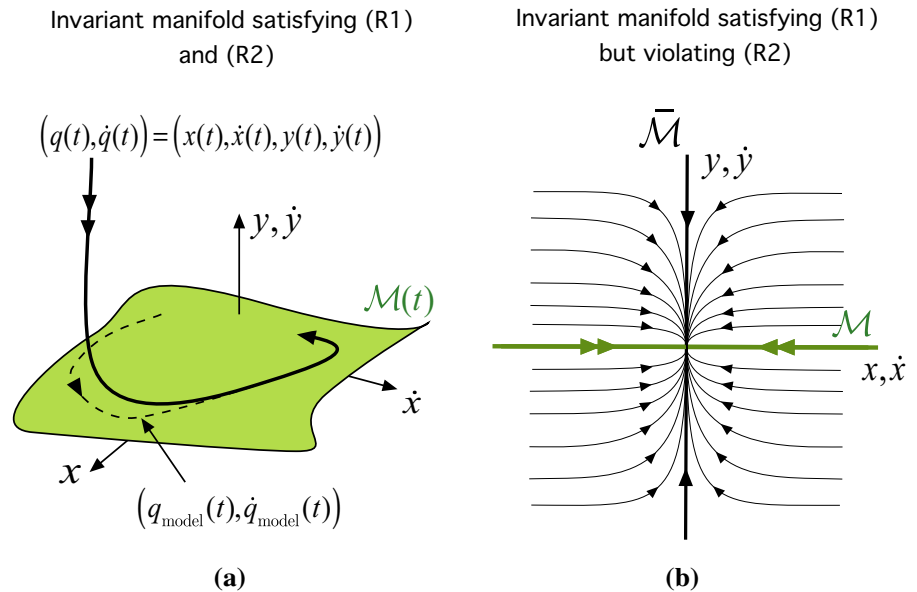 Invariant manifold satisfying (R1)
and (R2)
(q(t),q̇(t))=(x(t),ẋ(t),y(t),ẏ(t))
y,ẏ
ℳ(t)
ẋ
x
(q_model(t),q̇_model(t))
(a)
Invariant manifold satisfying (R1)
but violating (R2)
ℳ̄
y,ẏ
ℳ
x,ẋ
(b)